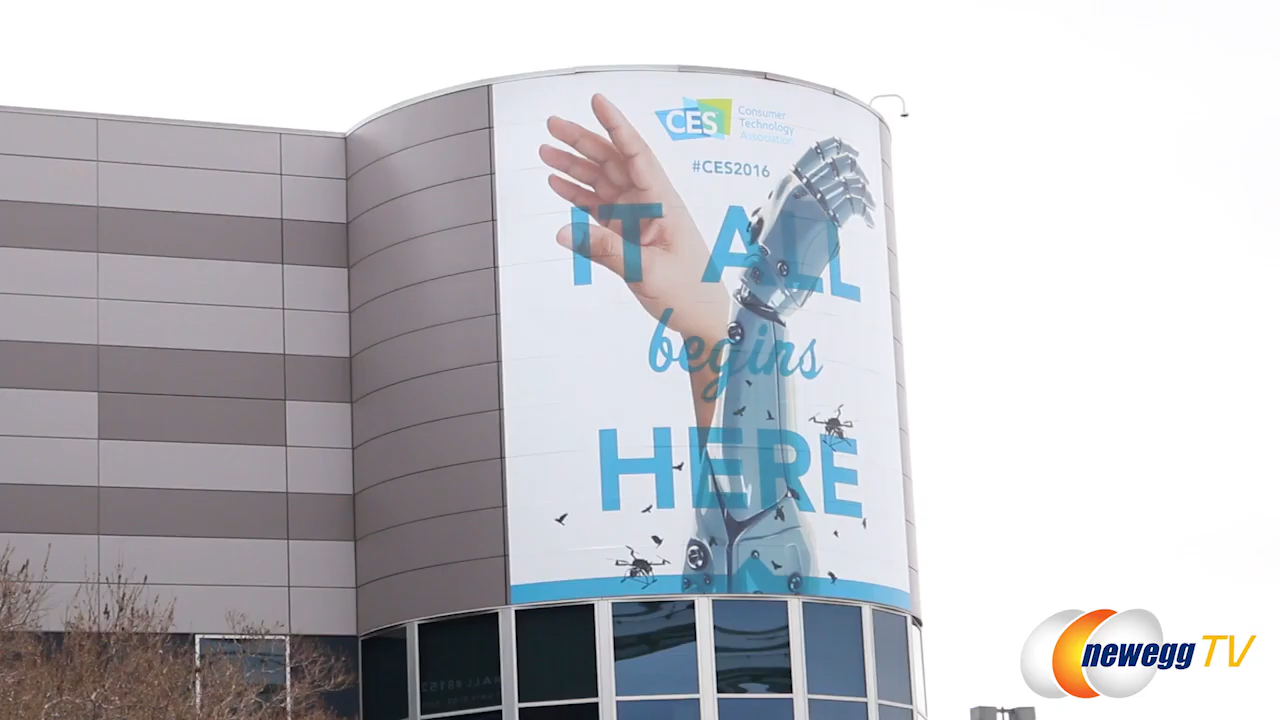 CES
Consumer
Technology
Association
#CES2016
IT ALL
begins
HERE
newegg TV